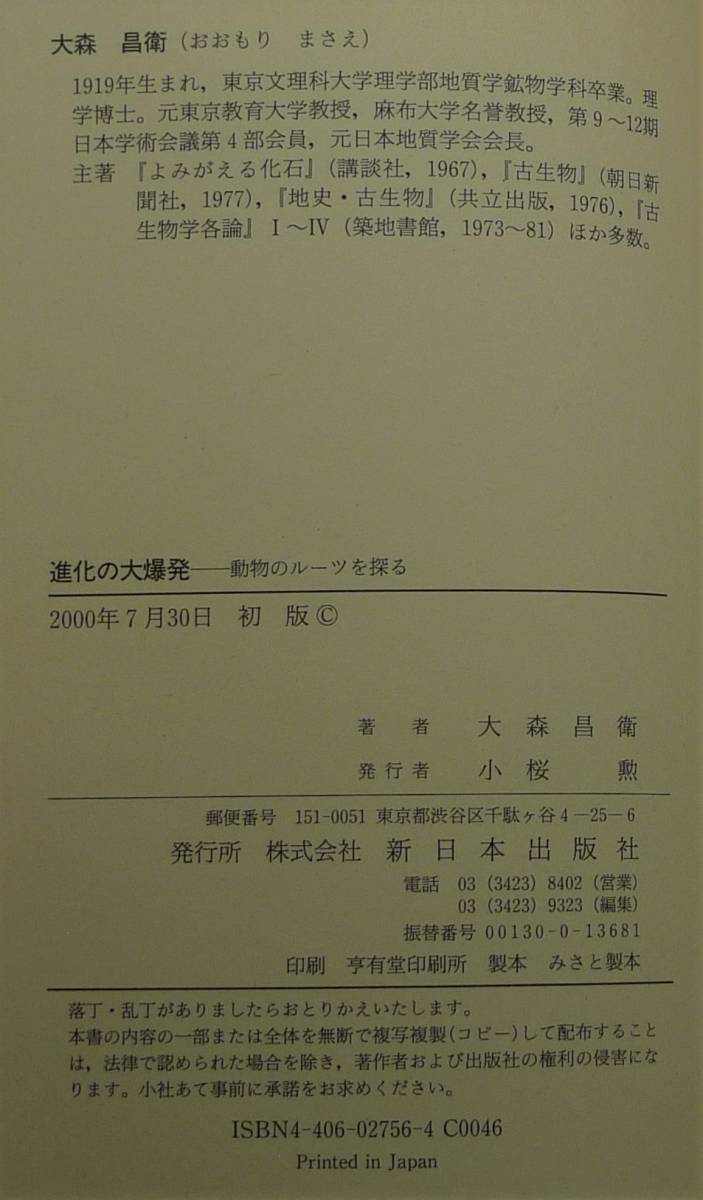 大森 昌衛(おおもり まさえ)
1919年生まれ,東京文理科大学理学部地質学鉱物学科卒業。理
学博士。元東京教育大学教授,麻布大学名誉教授,第9～12期
日本学術会議第4部会員,元日本地質学会会長。
主著 『よみがえる化石』(講談社,1967),『古生物』(朝日新
聞社,1977),『地史・古生物』(共立出版,1976),『古
生物学各論』Ⅰ～Ⅳ(築地書館,1973～81)ほか多数。
進化の大爆発――動物のルーツを探る
2000年7月30日 初 版 ©
著 者 大 森 昌 衛
発行者 小 桜 勲
郵便番号 151-0051 東京都渋谷区千駄ヶ谷4－25－6
発行所 株式会社 新日本出版社
電話 03 (3423) 8402 (営業)
03 (3423) 9323 (編集)
振替番号 00130-0-13681
印刷 亨有堂印刷所 製本 みさと製本
落丁・乱丁がありましたらおとりかえいたします。
本書の内容の一部または全体を無断で複写複製(コピー)して配布すること
は,法律で認められた場合を除き,著作者および出版社の権利の侵害にな
ります。小社あて事前に承諾をお求めください。
ISBN4-406-02756-4 C0046
Printed in Japan